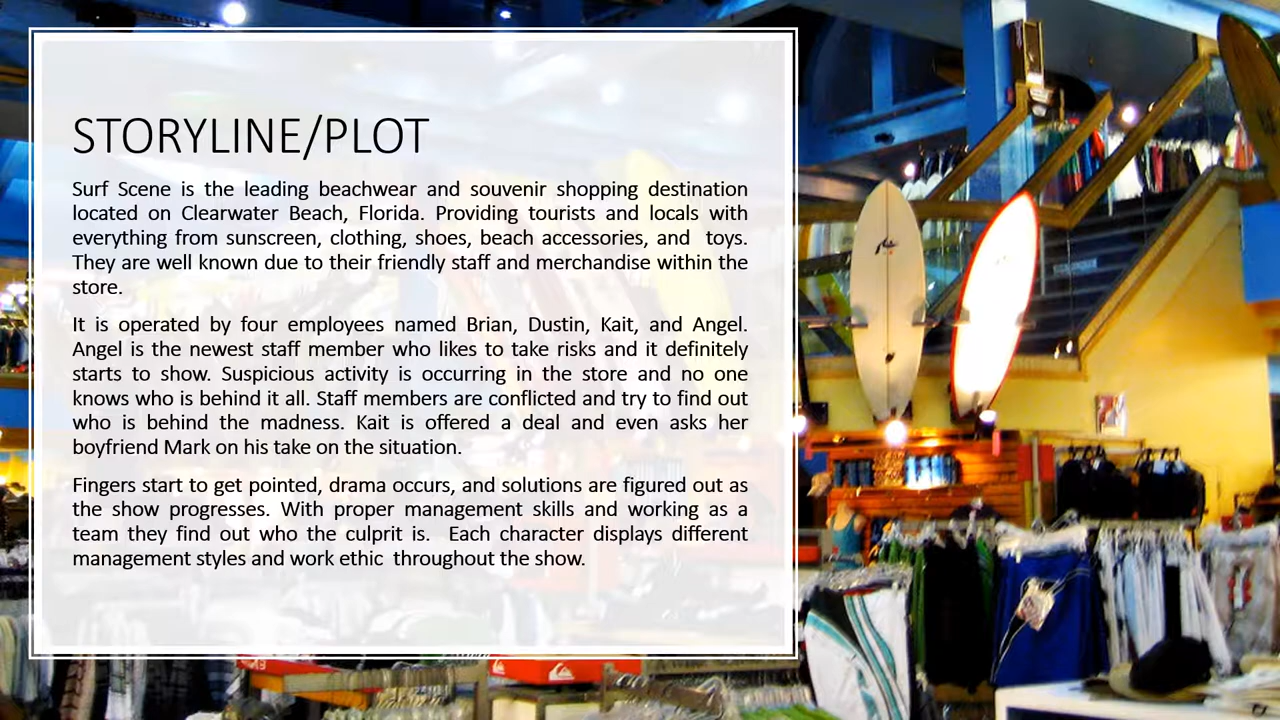 STORYLINE/PLOT
Surf Scene is the leading beachwear and souvenir shopping destination
located on Clearwater Beach, Florida. Providing tourists and locals with
everything from sunscreen, clothing, shoes, beach accessories, and  toys.
They are well known due to their friendly staff and merchandise within the
store.
It is operated by four employees named Brian, Dustin, Kait, and Angel.
Angel is the newest staff member who likes to take risks and it definitely
starts to show. Suspicious activity is occurring in the store and no one
knows who is behind it all. Staff members are conflicted and try to find out
who is behind the madness. Kait is offered a deal and even asks her
boyfriend Mark on his take on the situation.
Fingers start to get pointed, drama occurs, and solutions are figured out as
the show progresses. With proper management skills and working as a
team they find out who the culprit is.  Each character displays different
management styles and work ethic  throughout the show.